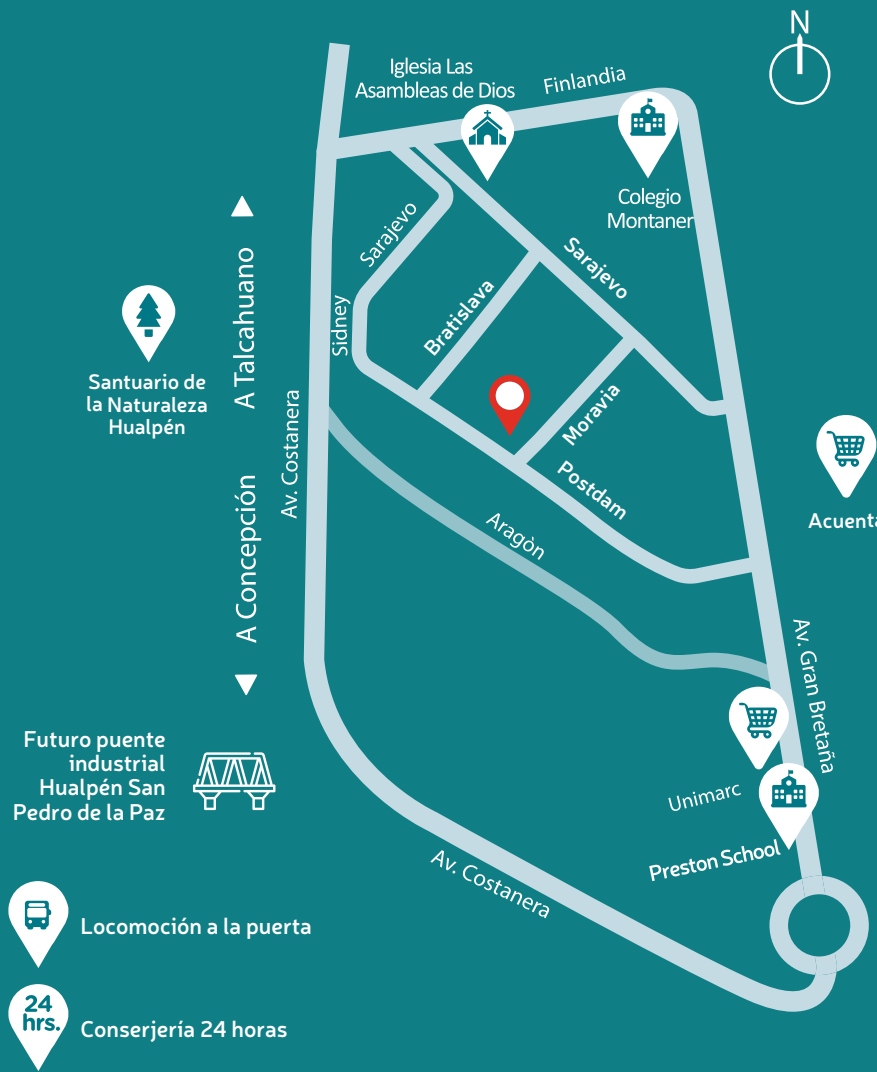 N
Iglesia Las
Asambleas de Dios
Finlandia
Colegio
Montaner
Sarajevo
Sarajevo
Bratislava
Sidney
A Talcahuano
Santuario de
la Naturaleza
Hualpén
Av. Costanera
Moravia
Postdam
Acuenta
A Concepción
Aragòn
Av. Gran Bretaña
Futuro puente
industrial
Hualpén San
Pedro de la Paz
Unimarc
Preston School
Av. Costanera
Locomoción a la puerta
24
hrs.
Conserjería 24 horas